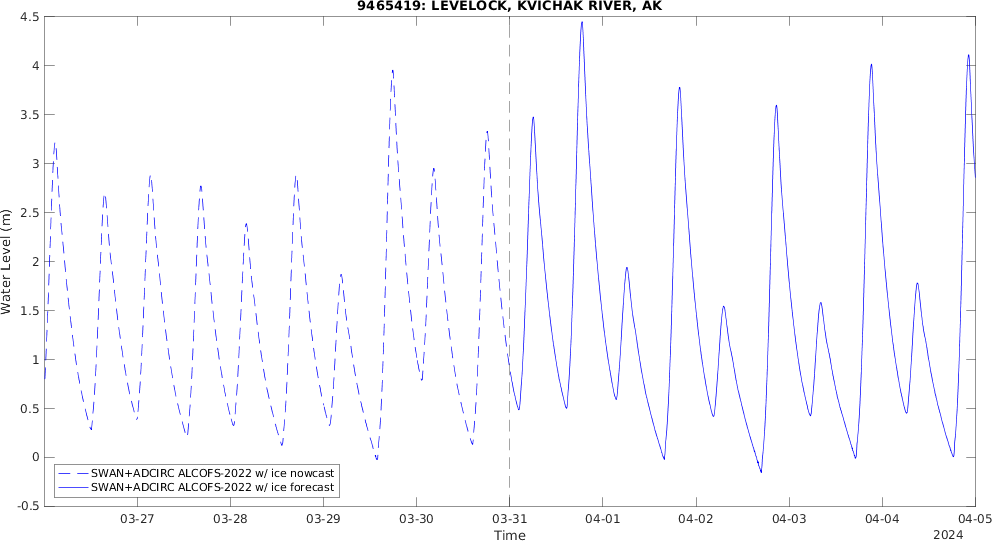 9465419: LEVELOCK, KVICHAK RIVER, AK
4.5
4
3.5
3
2.5
2
1.5
1
0.5
0
-0.5
Water Level (m)
SWAN+ADCIRC ALCOFS-2022 w/ ice nowcast
SWAN+ADCIRC ALCOFS-2022 w/ ice forecast
03-27 03-28 03-29 03-30 03-31 04-01 04-02 04-03 04-04 04-05
Time
2024